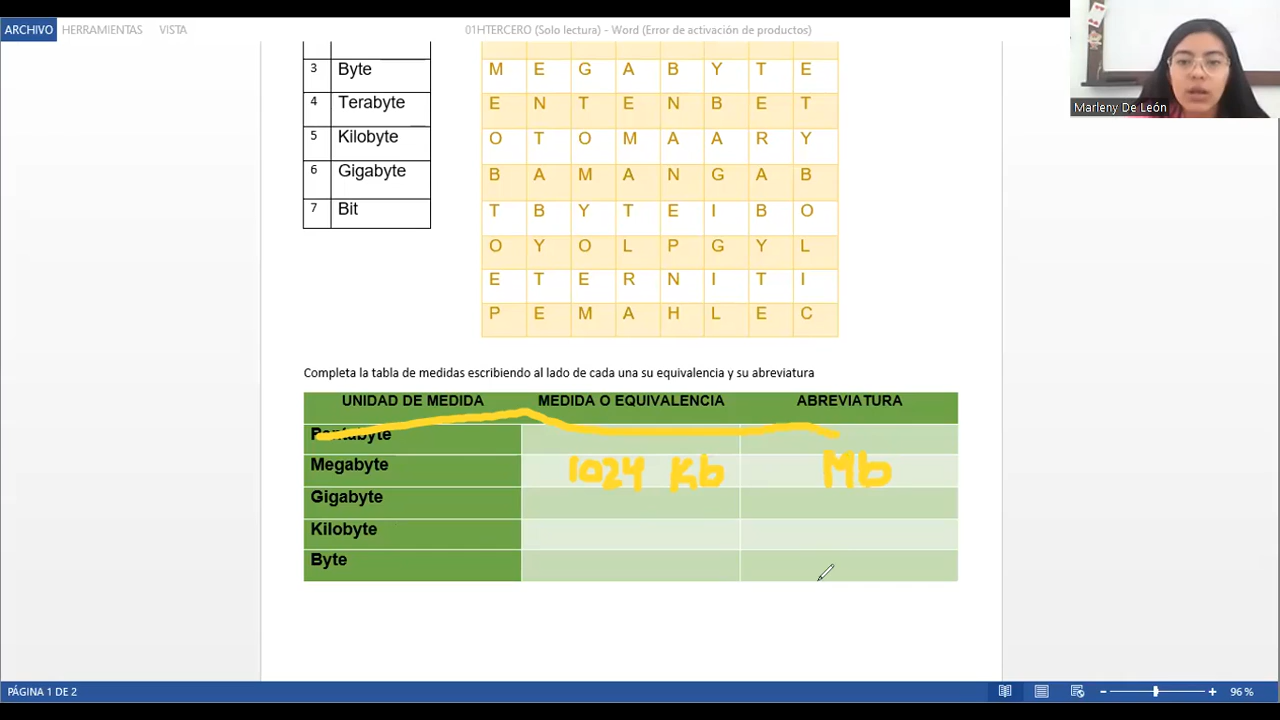 ARCHIVO HERRAMIENTAS VISTA 01HTERCERO (Solo lectura) - Word (Error de activación de productos)
Marleny De León
3 Byte
4 Terabyte
5 Kilobyte
6 Gigabyte
7 Bit
M E G A B Y T E
E N T E N B E T
O T O M A A R Y
B A M A N G A B
T B Y T E I B O
O Y O L P G Y L
E T E R N I T I
P E M A H L E C
Completa la tabla de medidas escribiendo al lado de cada una su equivalencia y su abreviatura
UNIDAD DE MEDIDA MEDIDA O EQUIVALENCIA ABREVIATURA
Pentabyte
Megabyte 1024 Kb Mb
Gigabyte
Kilobyte
Byte
PÁGINA 1 DE 2 96 %